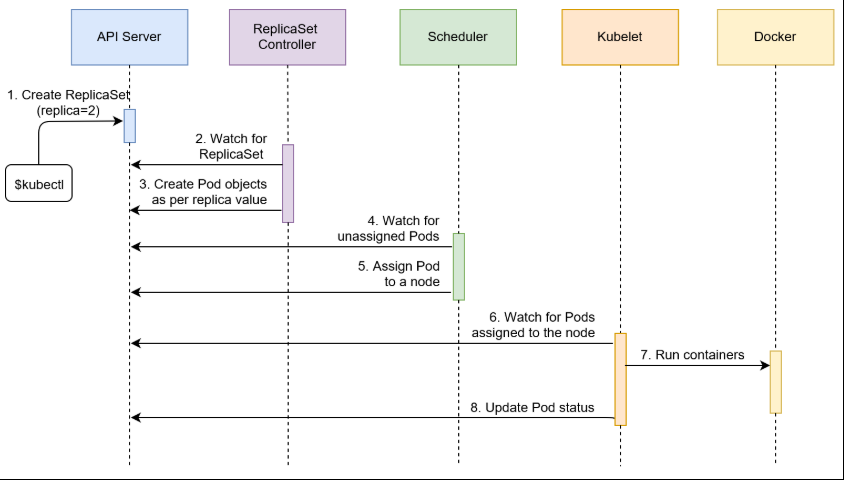 API Server
ReplicaSet
Controller
Scheduler
Kubelet
Docker
1. Create ReplicaSet
(replica=2)
$kubectl
2. Watch for
ReplicaSet
3. Create Pod objects
as per replica value
4. Watch for
unassigned Pods
5. Assign Pod
to a node
6. Watch for Pods
assigned to the node
7. Run containers
8. Update Pod status